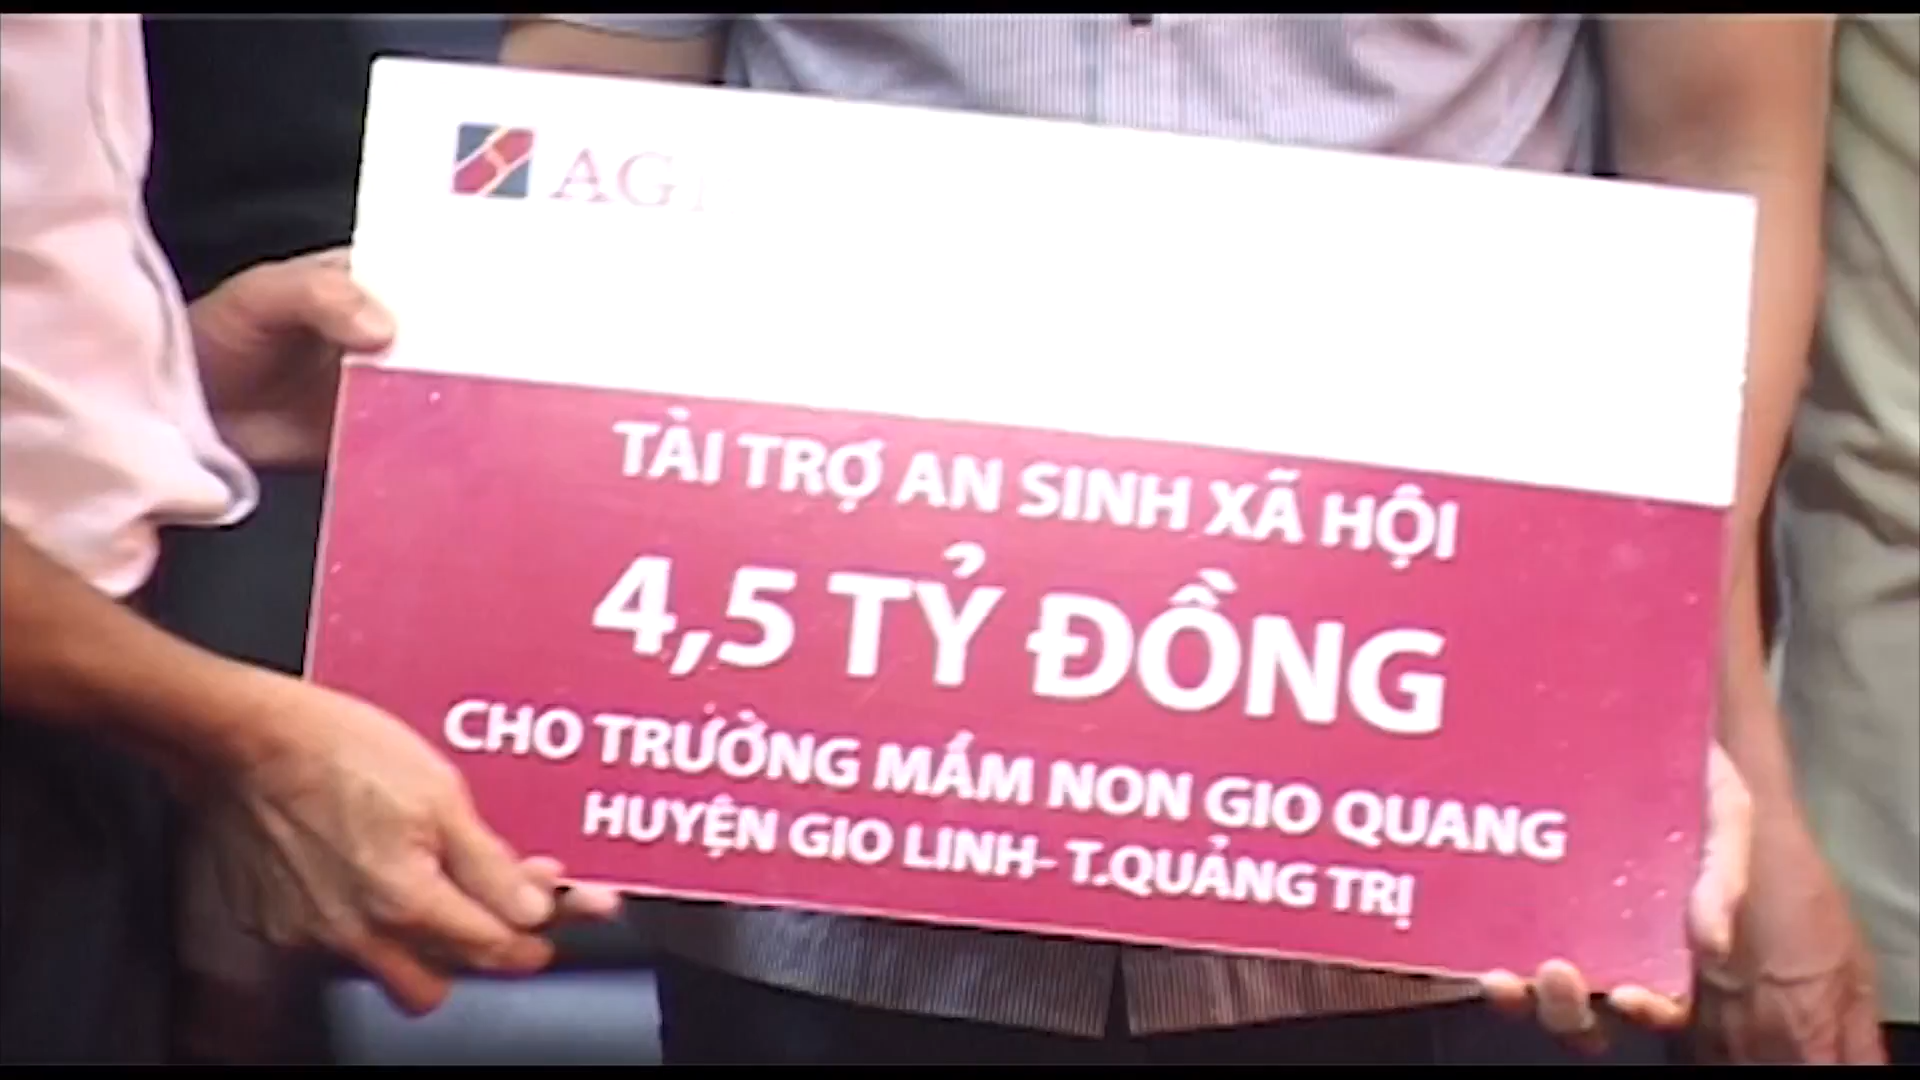 AG
TÀI TRỢ AN SINH XÃ HỘI
4,5 TỶ ĐỒNG
CHO TRƯỜNG MẦM NON GIO QUANG
HUYỆN GIO LINH- T.QUẢNG TRỊ